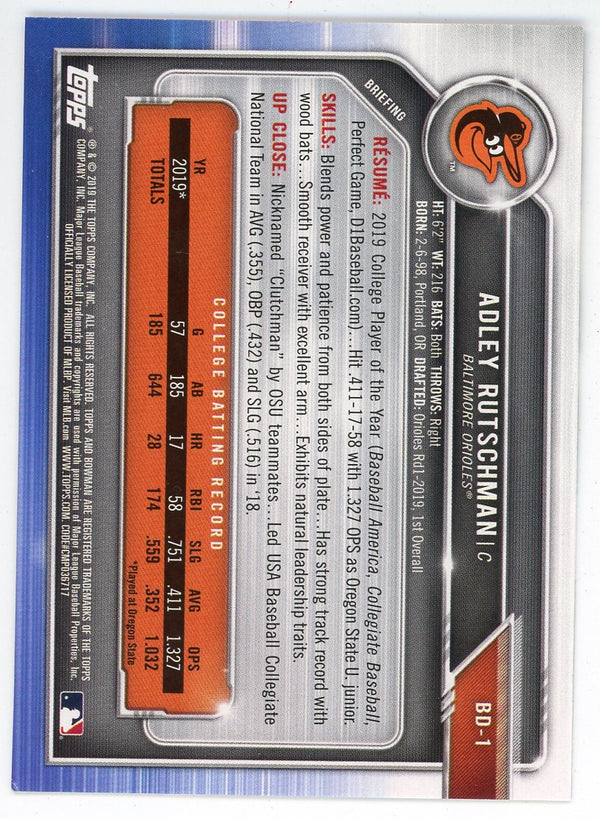 BD-1
ADLEY RUTSCHMAN | C
BALTIMORE ORIOLES®
HT: 6'2" WT: 216 BATS: Both THROWS: Right
BORN: 2-6-98, Portland, OR DRAFTED: Orioles Rd1-2019, 1st Overall
TM
BRIEFING
RÉSUMÉ: 2019 College Player of the Year (Baseball America, Collegiate Baseball,
Perfect Game, D1Baseball.com)...Hit .411-17-58 with 1.327 OPS as Oregon State U. junior.
SKILLS: Blends power and patience from both sides of plate...Has strong track record with
wood bats...Smooth receiver with excellent arm...Exhibits natural leadership traits.
UP CLOSE: Nicknamed "Clutchman" by OSU teammates...Led USA Baseball Collegiate
National Team in AVG (.355), OBP (.432) and SLG (.516) in '18.
COLLEGE BATTING RECORD
YR G AB HR RBI SLG AVG OPS
2019* 57 185 17 58 .751 .411 1.327
TOTALS 185 644 28 174 .559 .352 1.032
*Played at Oregon State
Topps
® & © 2019 THE TOPPS COMPANY, INC. ALL RIGHTS RESERVED. TOPPS AND BOWMAN ARE REGISTERED TRADEMARKS OF THE TOPPS
COMPANY, INC. Major League Baseball trademarks and copyrights are used with permission of Major League Baseball Properties, Inc.
OFFICIALLY LICENSED PRODUCT OF MLBP. Visit MLB.com WWW.TOPPS.COM. CODE#CMP036717